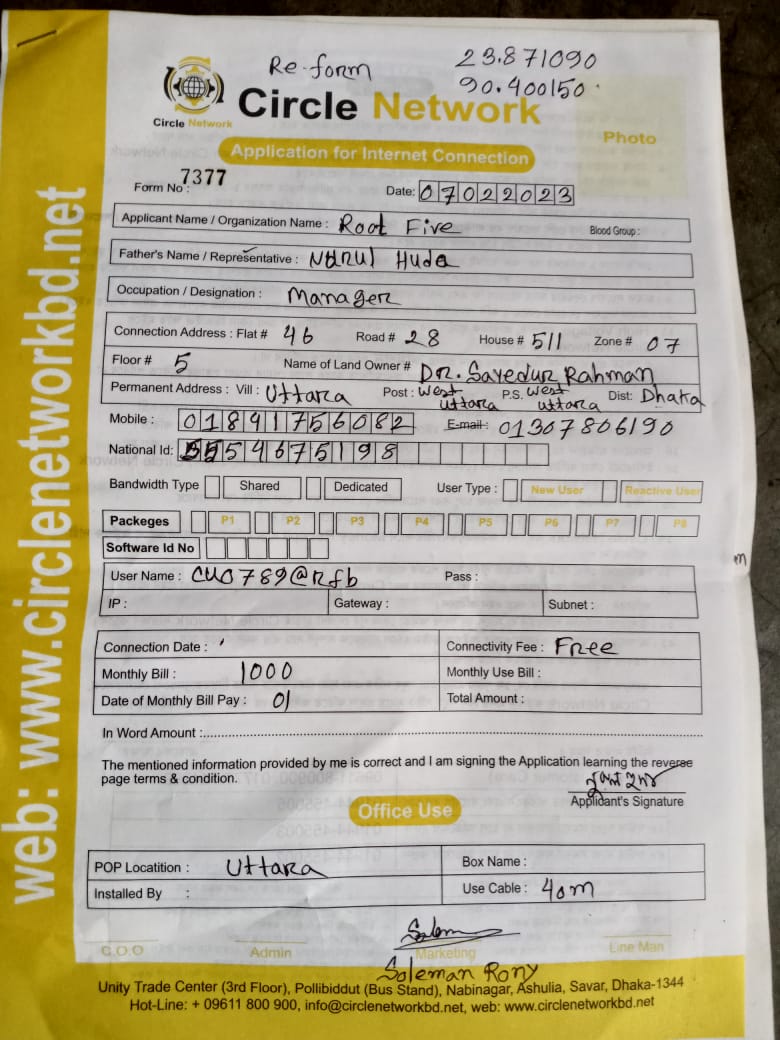 Re-form
23.871090
90.400150
Circle Network
Circle Network
Photo
Application for Internet Connection
Form No : 7377
Date: 07022023
Applicant Name / Organization Name : Root Five Blood Group :
Father's Name / Representative : Nurul Huda
Occupation / Designation : Manager
Connection Address : Flat # 4b Road # 28 House # 511 Zone # 07
Floor # 5 Name of Land Owner # DR. Sayedur Rahman
Permanent Address : Vill : Uttara Post : West Uttara P.S. West Uttara Dist: Dhaka
Mobile : 01841756082 E-mail : 01307806190
National Id: 5554675198
Bandwidth Type Shared Dedicated User Type : New User Reactive User
Packeges P1 P2 P3 P4 P5 P6 P7 P8
Software Id No
User Name : CUO789@Rfb Pass :
IP : Gateway : Subnet :
Connection Date : Connectivity Fee : Free
Monthly Bill : 1000 Monthly Use Bill :
Date of Monthly Bill Pay : 01 Total Amount :
In Word Amount :
The mentioned information provided by me is correct and I am signing the Application learning the reverse
page terms & condition.
Applicant's Signature
Office Use
POP Locatition : Uttara Box Name :
Installed By : Use Cable : 40m
C.O.O Admin Marketing Line Man
Soleman Rony
Unity Trade Center (3rd Floor), Pollibiddut (Bus Stand), Nabinagar, Ashulia, Savar, Dhaka-1344
Hot-Line: + 09611 800 900, info@circlenetworkbd.net, web: www.circlenetworkbd.net
web: www.circlenetworkbd.net